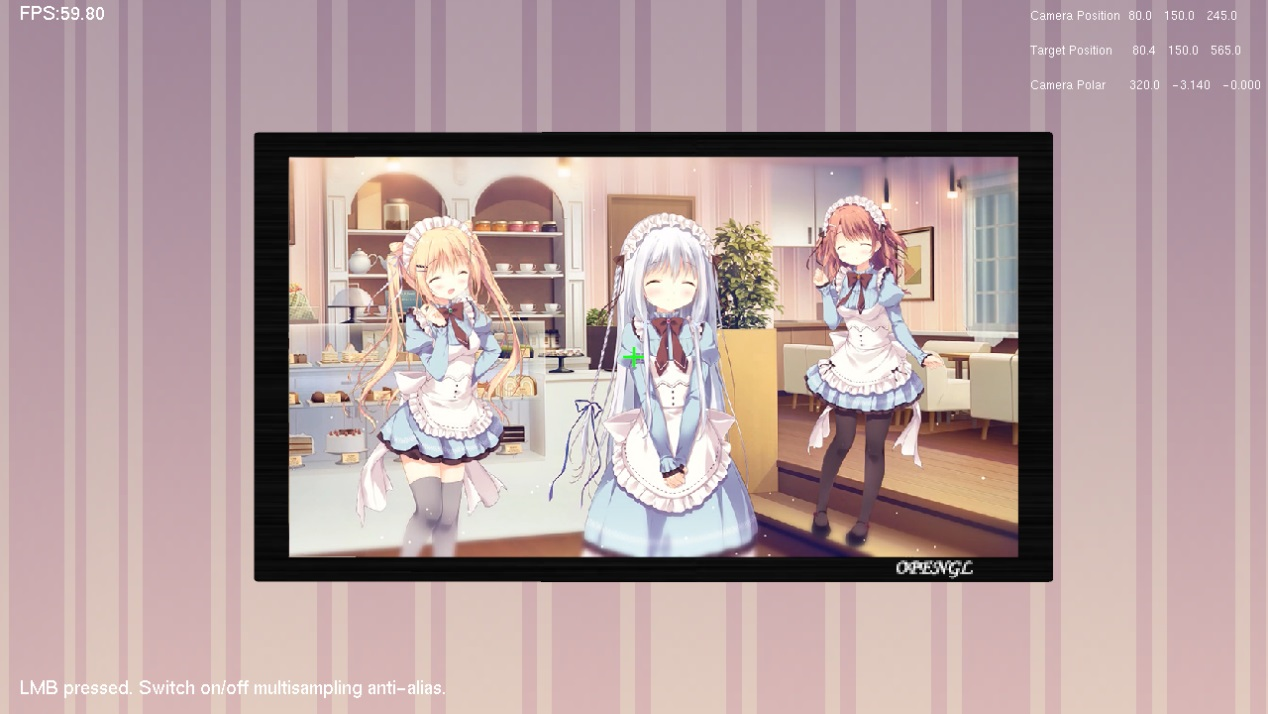 FPS:59.80
Camera Position 80.0 150.0 245.0
Target Position 80.4 150.0 565.0
Camera Polar 320.0 -3.140 -0.000
OPENGL
LMB pressed. Switch on/off multisampling anti-alias.